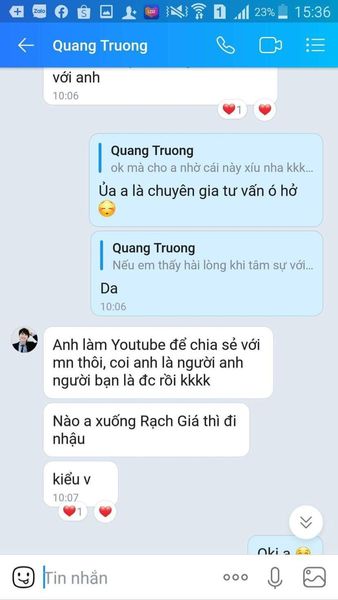 Zalo
1
23%
15:36
Quang Truong
với anh
10:06
1
Quang Truong
ok mà cho a nhờ cái này xíu nha kkk...
Ủa a là chuyên gia tư vấn ó hở
Quang Truong
Nếu em thấy hài lòng khi tâm sự với...
Da
10:06
Anh làm Youtube để chia sẻ với
mn thôi, coi anh là người anh
người bạn là đc rồi kkkk
Nào a xuống Rạch Giá thì đi
nhậu
kiểu v
10:07
1
Oki a
Tin nhắn